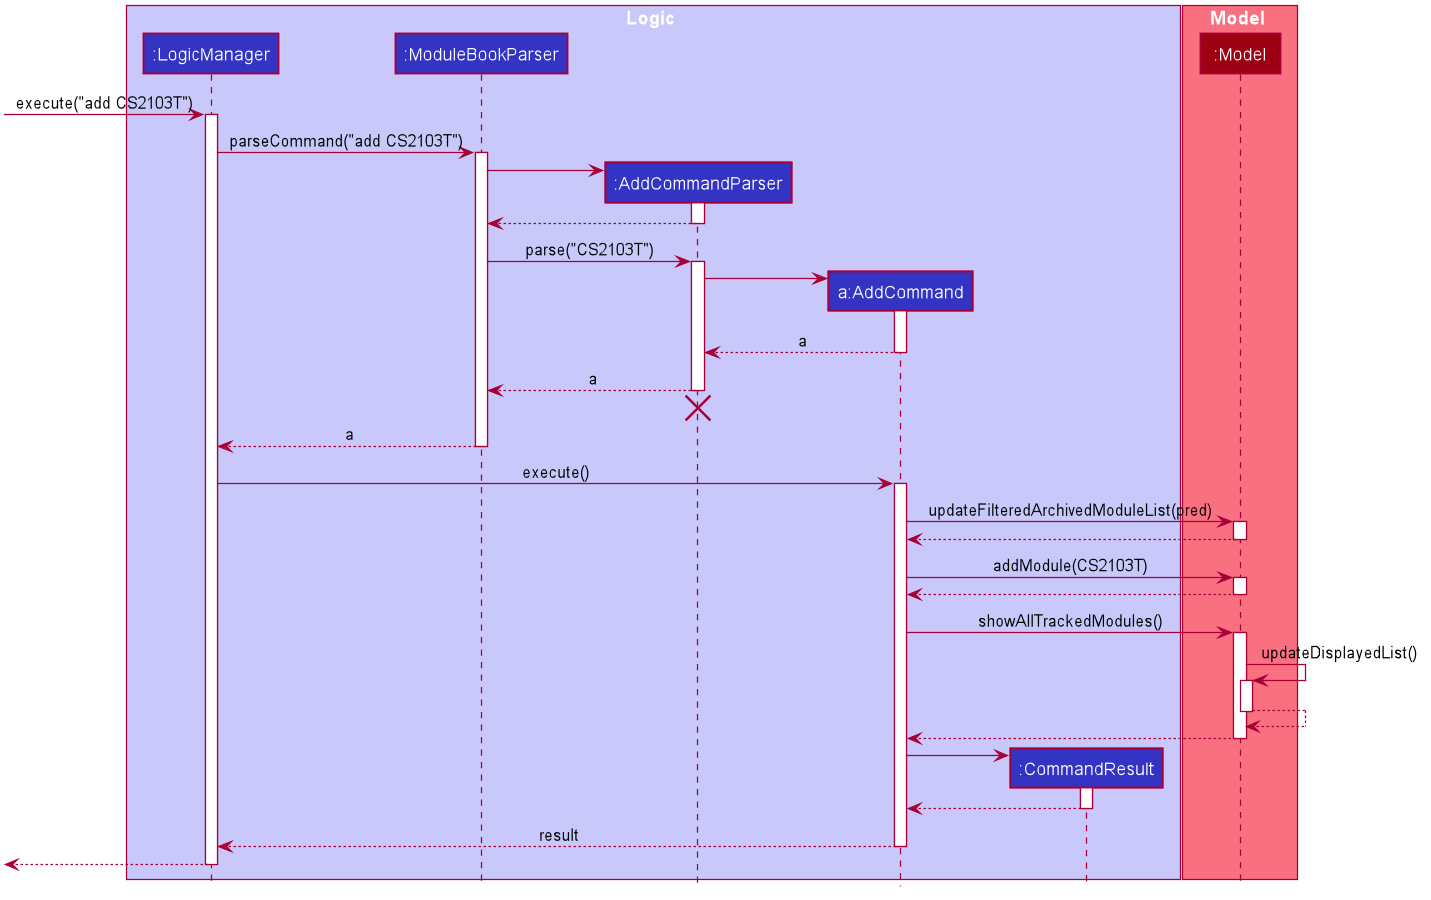 Logic
Model
:LogicManager
:ModuleBookParser
:Model
execute("add CS2103T")
parseCommand("add CS2103T")
:AddCommandParser
parse("CS2103T")
a:AddCommand
a
a
a
execute()
updateFilteredArchivedModuleList(pred)
addModule(CS2103T)
showAllTrackedModules()
updateDisplayedList()
:CommandResult
result